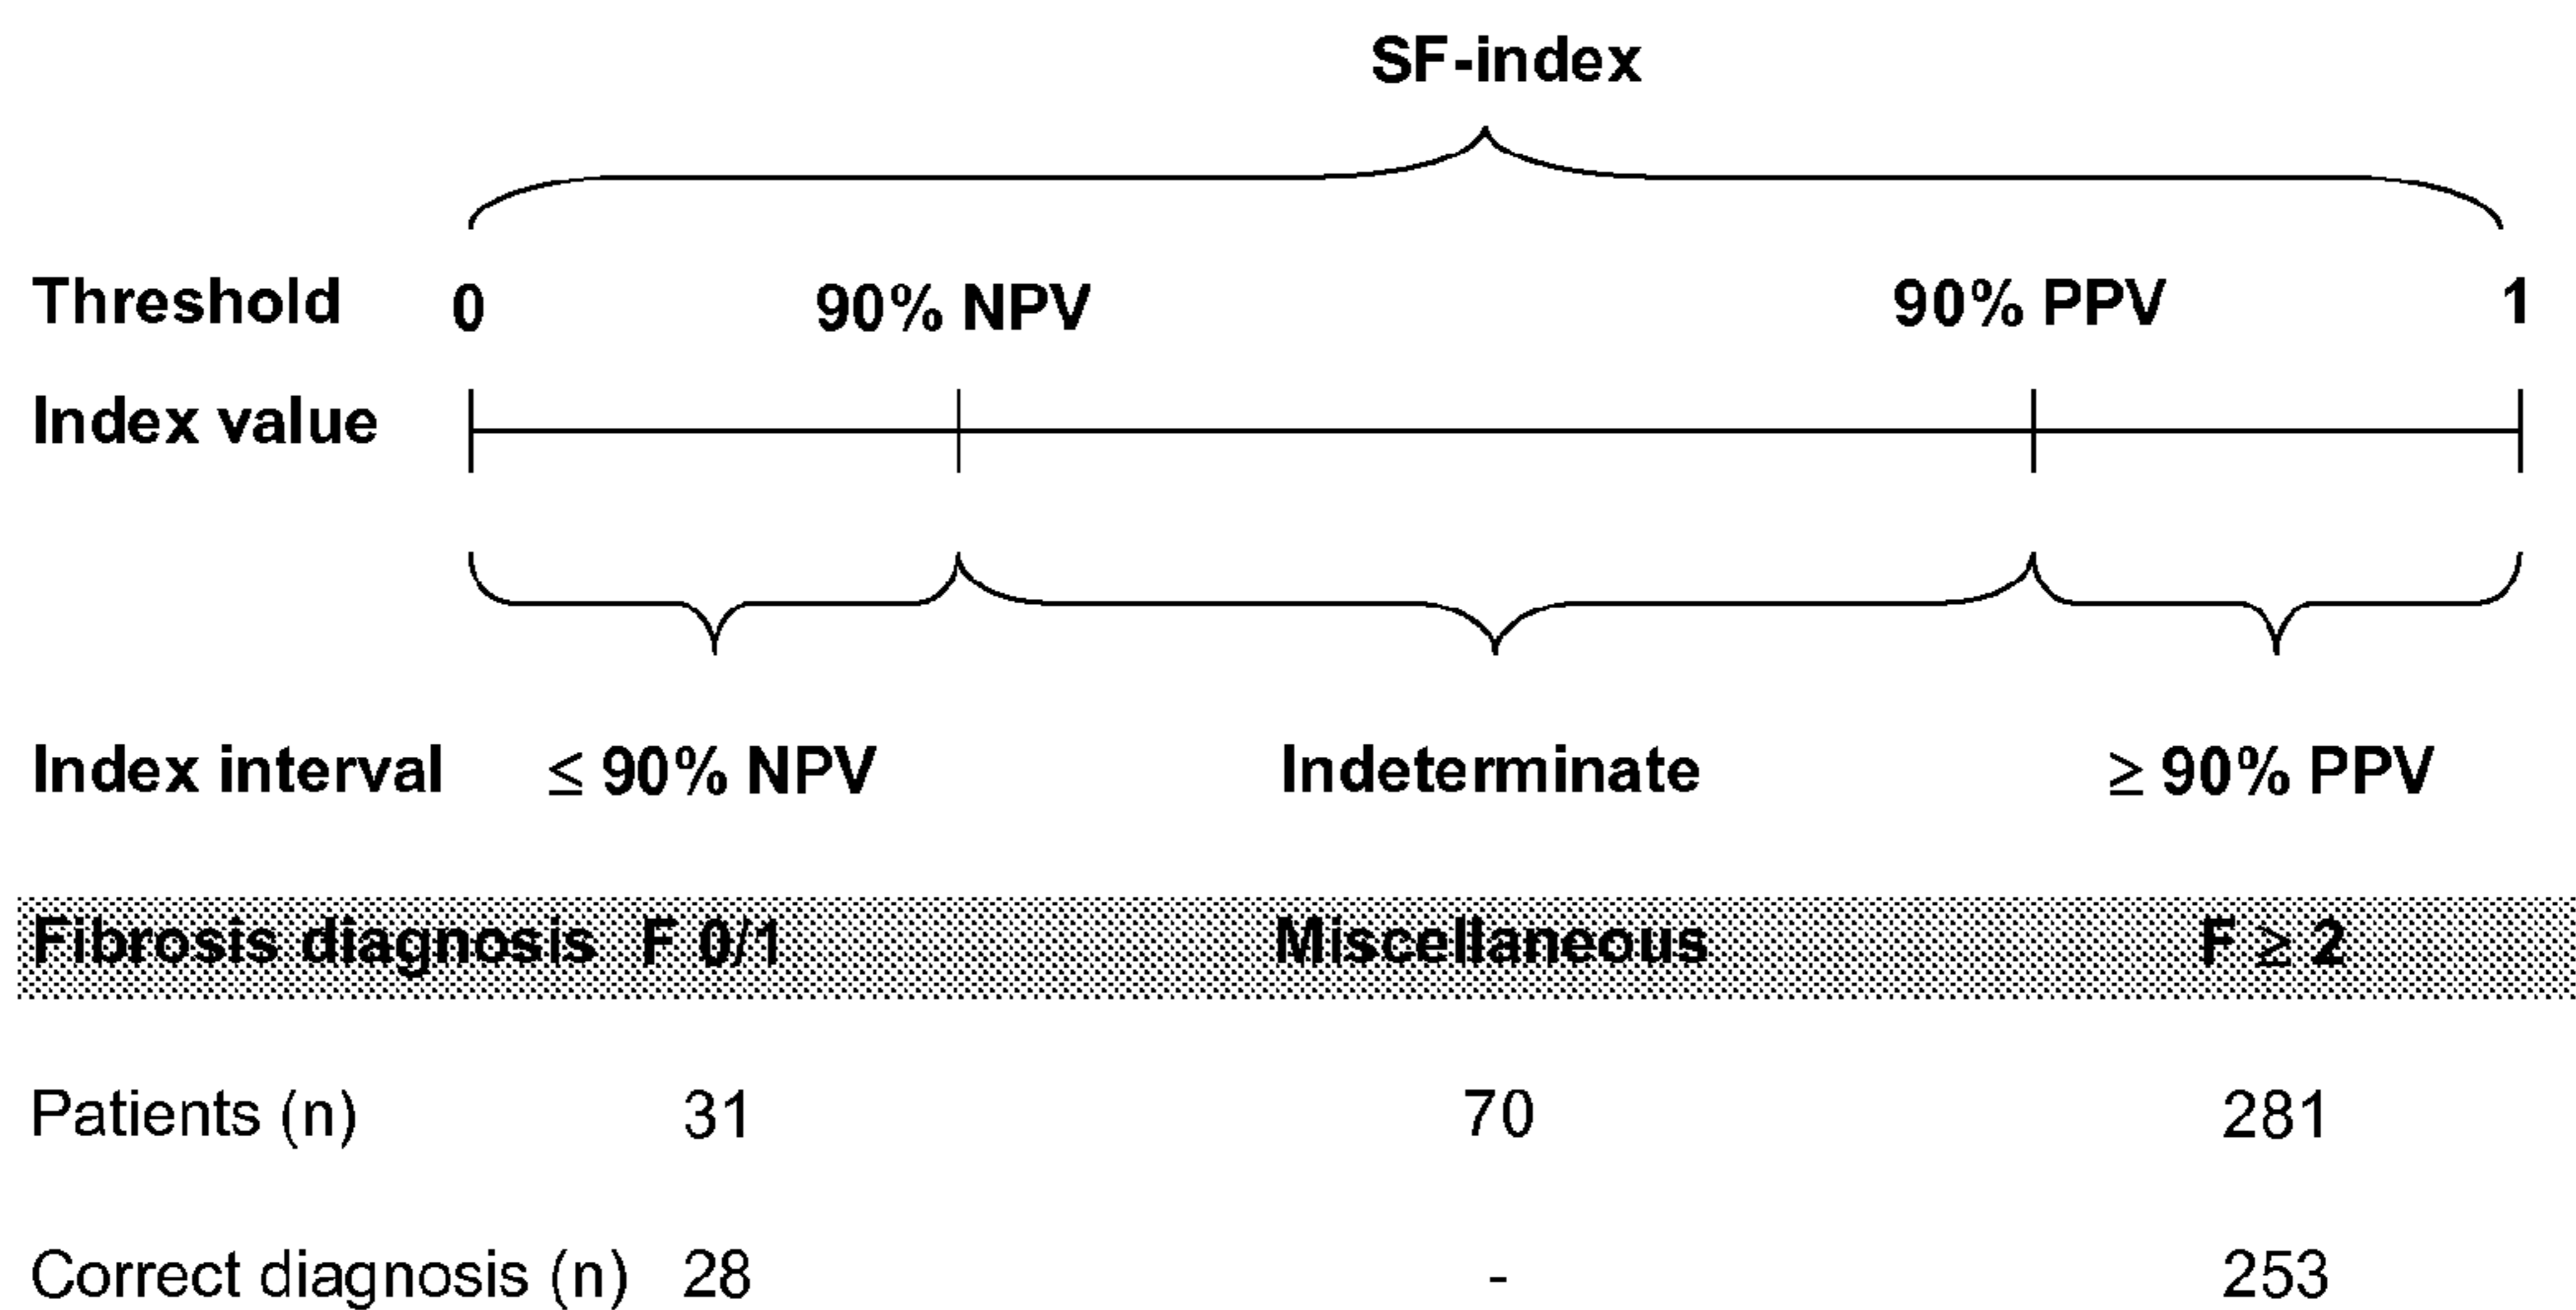 SF-index
Threshold 0 90% NPV 90% PPV 1
Index value
Index interval ≤ 90% NPV Indeterminate ≥ 90% PPV
Fibrosis diagnosis F 0/1 Miscellaneous F ≥ 2
Patients (n) 31 70 281
Correct diagnosis (n) 28 - 253